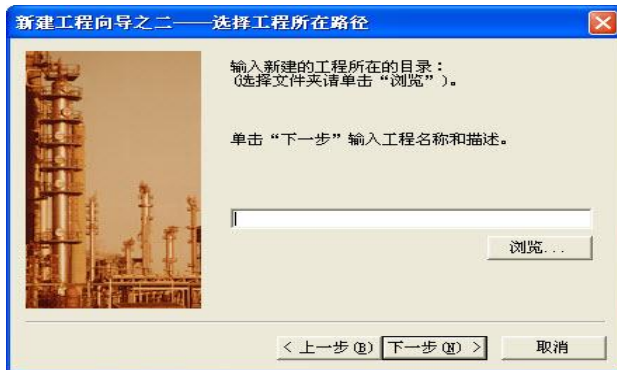 新建工程向导之二——选择工程所在路径
输入新建的工程所在的目录：
(选择文件夹请单击“浏览”)。
单击“下一步”输入工程名称和描述。
浏览...
< 上一步(B)
下一步(N) >
取消